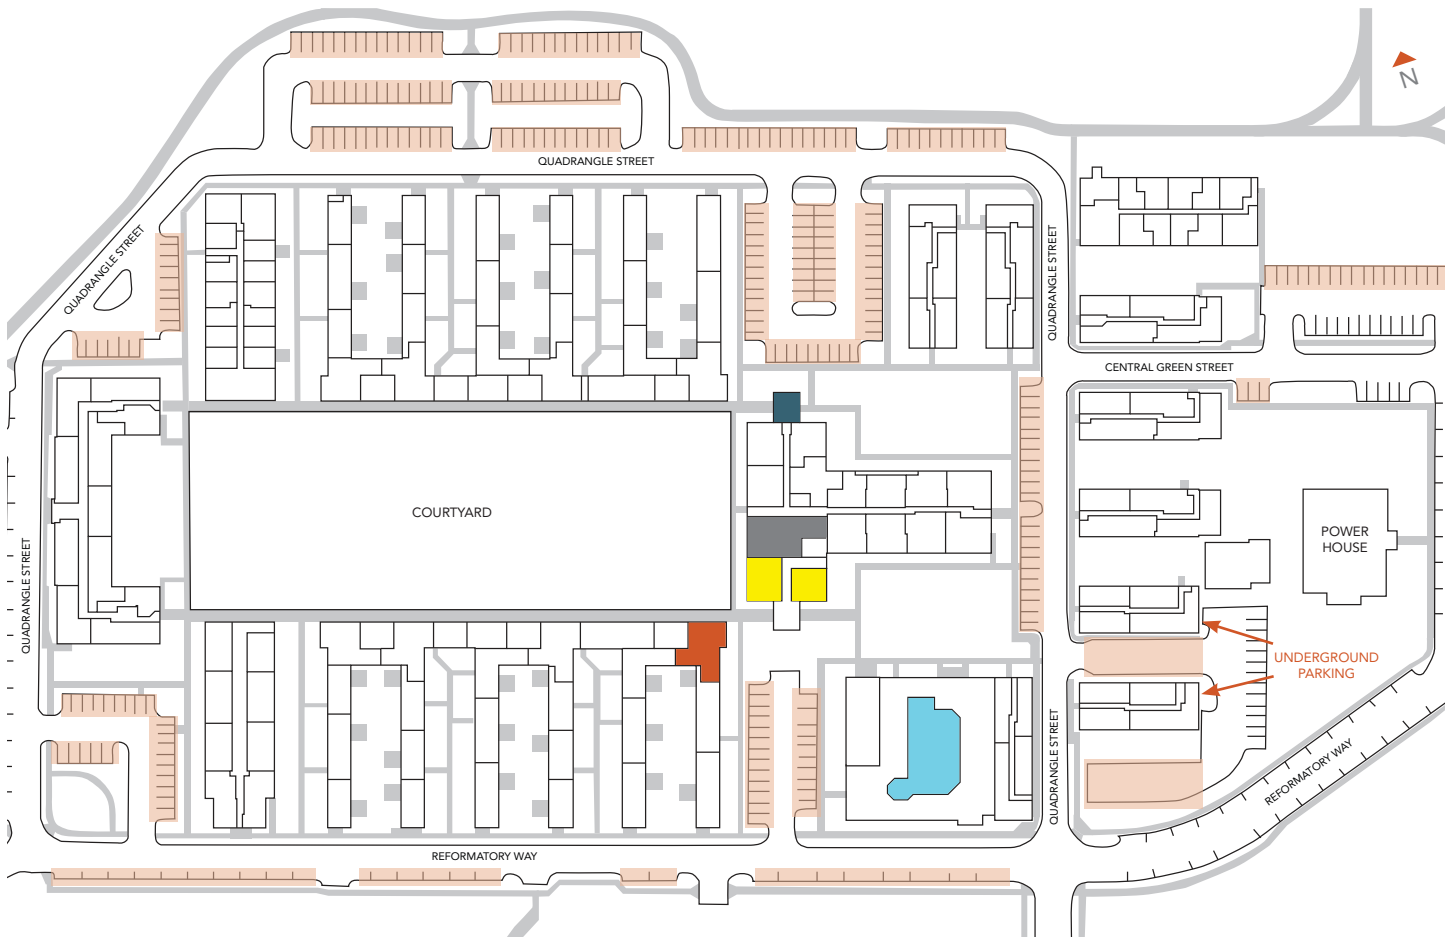 N
QUADRANGLE STREET
QUADRANGLE STREET
QUADRANGLE STREET
CENTRAL GREEN STREET
COURTYARD
POWER
HOUSE
QUADRANGLE STREET
UNDERGROUND
PARKING
QUADRANGLE STREET
REFORMATORY WAY
REFORMATORY WAY